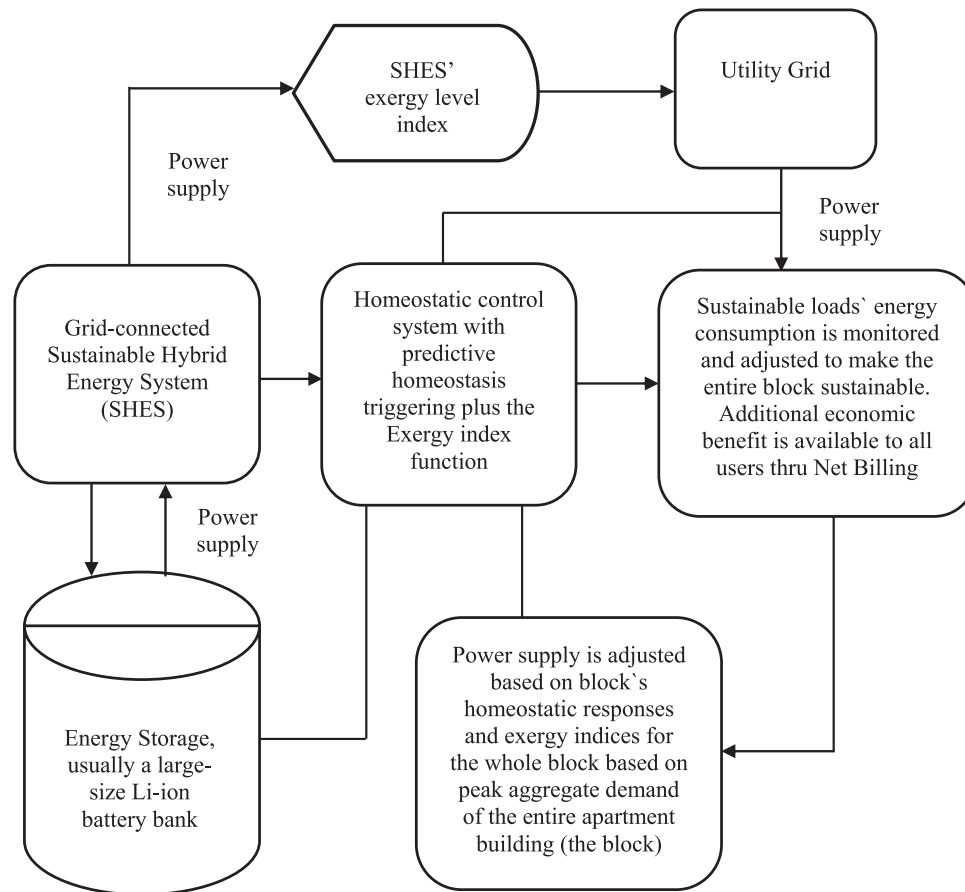 SHES’
exergy level
index
Utility Grid
Power
supply
Power
supply
Grid-connected
Sustainable Hybrid
Energy System
(SHES)
Homeostatic control
system with
predictive
homeostasis
triggering plus the
Exergy index
function
Sustainable loads` energy
consumption is monitored
and adjusted to make the
entire block sustainable.
Additional economic
benefit is available to all
users thru Net Billing
Power
supply
Energy Storage,
usually a large-
size Li-ion
battery bank
Power supply is adjusted
based on block`s
homeostatic responses
and exergy indices for
the whole block based on
peak aggregate demand
of the entire apartment
building (the block)